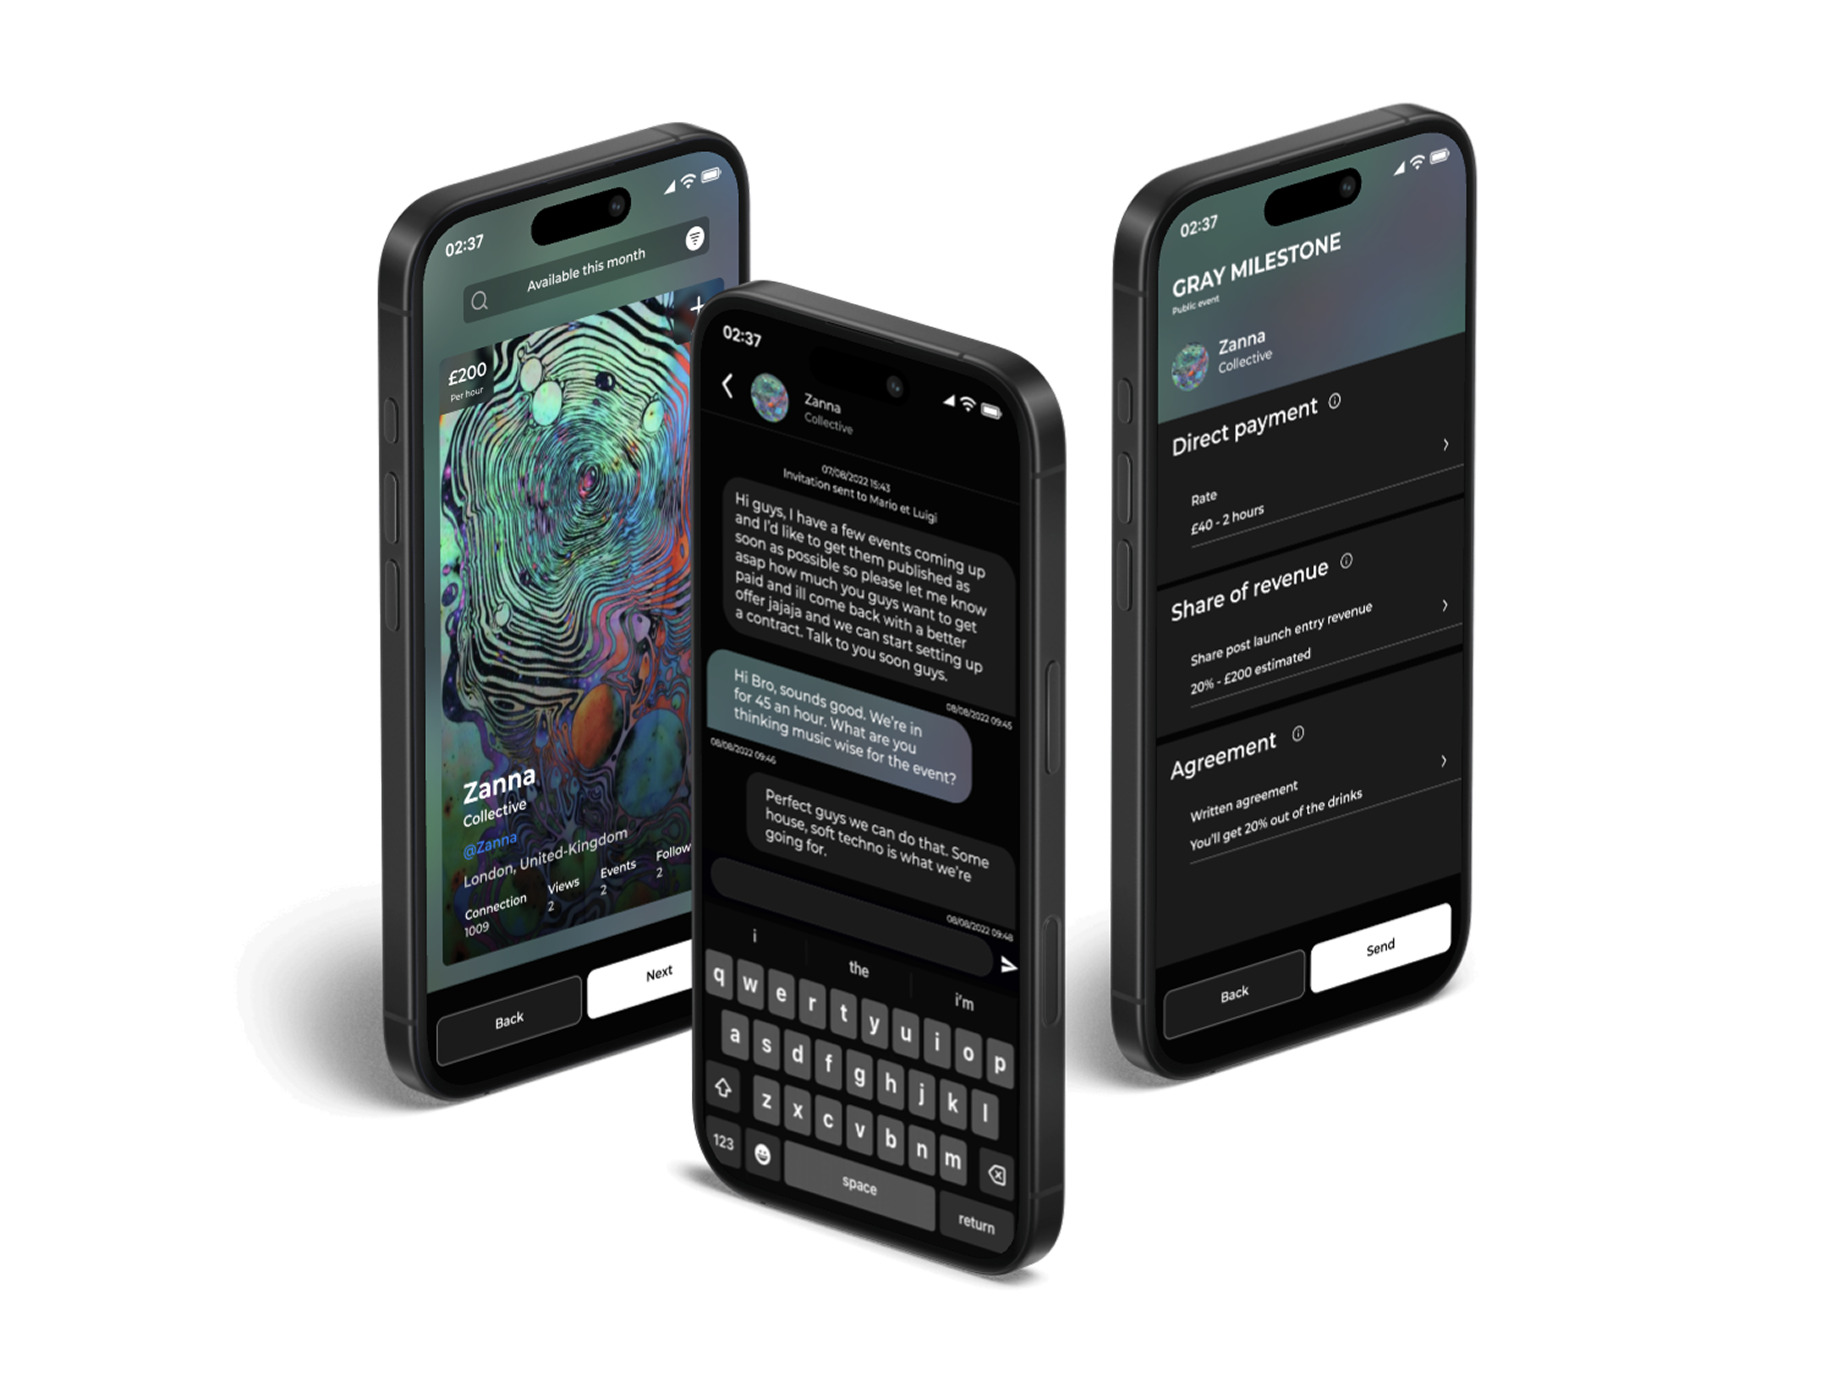 02:37
Available this month
£200
Per hour
Zanna
Collective
@Zanna
London, United-Kingdom
Connection
1009
Views
2
Events
2
Follow
2
Back
Next
02:37
Zanna
Collective
07/08/2022 15:43
Invitation sent to Mario et Luigi
Hi guys, I have a few events coming up
and I'd like to get them published as
soon as possible so please let me know
asap how much you guys want to get
paid and ill come back with a better
offer jajaja and we can start setting up
a contract. Talk to you soon guys.
08/08/2022 09:45
Hi Bro, sounds good. We're in
for 45 an hour. What are you
thinking music wise for the event?
08/08/2022 09:46
Perfect guys we can do that. Some
house, soft techno is what we're
going for.
08/08/2022 09:48
i
the
i'm
q w e r t y u i o p
a s d f g h j k l
z x c v b n m
123
space
return
02:37
GRAY MILESTONE
Public event
Zanna
Collective
Direct payment
Rate
£40 - 2 hours
Share of revenue
Share post launch entry revenue
20% - £200 estimated
Agreement
Written agreement
You'll get 20% out of the drinks
Back
Send